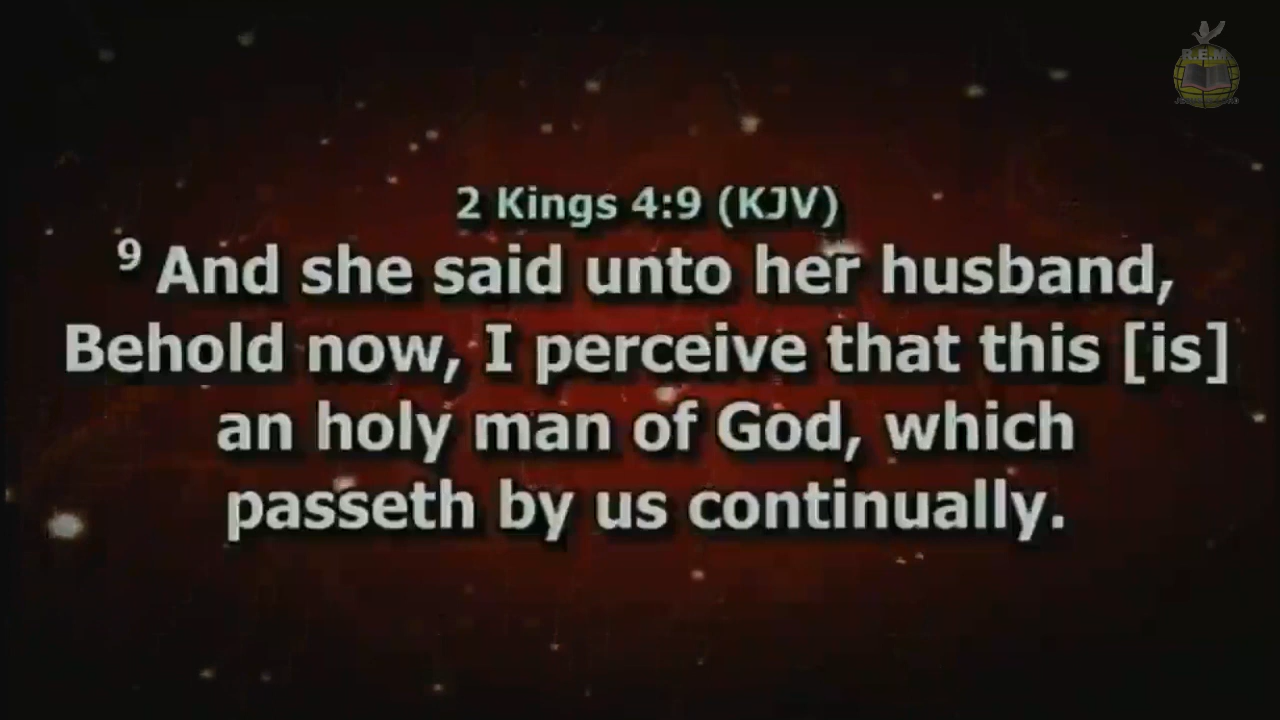 R.E.M
2 Kings 4:9 (KJV)
9 And she said unto her husband,
Behold now, I perceive that this [is]
an holy man of God, which
passeth by us continually.